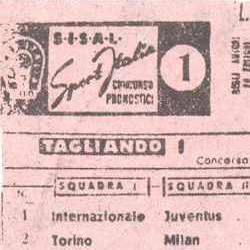 S·I·S·A·L·
Sport Italia
CONCORSO
PRONOSTICI
1
TAGLIANDO I
Concorso
N. SQUADRA I SQUADRA II
1 Internazionale Juventus
2 Torino Milan